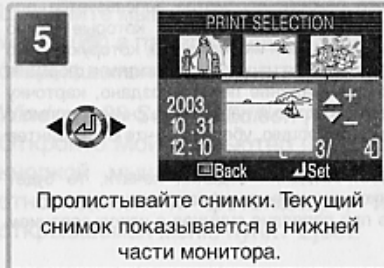 5
PRINT SELECTION
2003.
10.31
12:10
3/ 4
Back
Set
Пролистывайте снимки. Текущий
снимок показывается в нижней
части монитора.